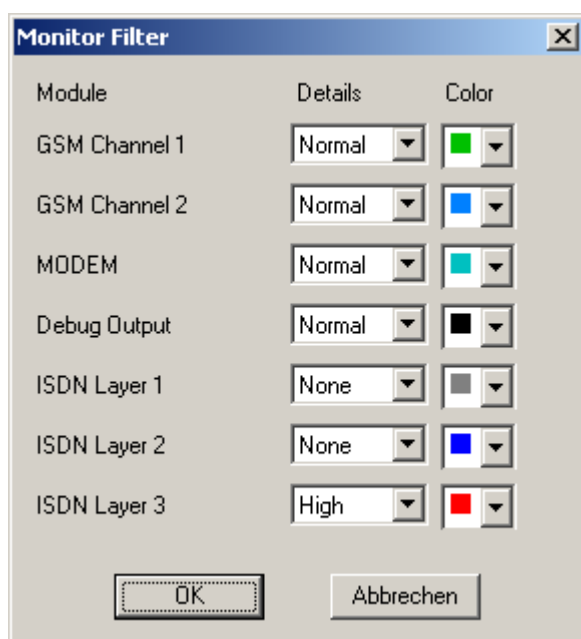 Monitor Filter
Module Details Color
GSM Channel 1 Normal
GSM Channel 2 Normal
MODEM Normal
Debug Output Normal
ISDN Layer 1 None
ISDN Layer 2 None
ISDN Layer 3 High
OK Abbrechen